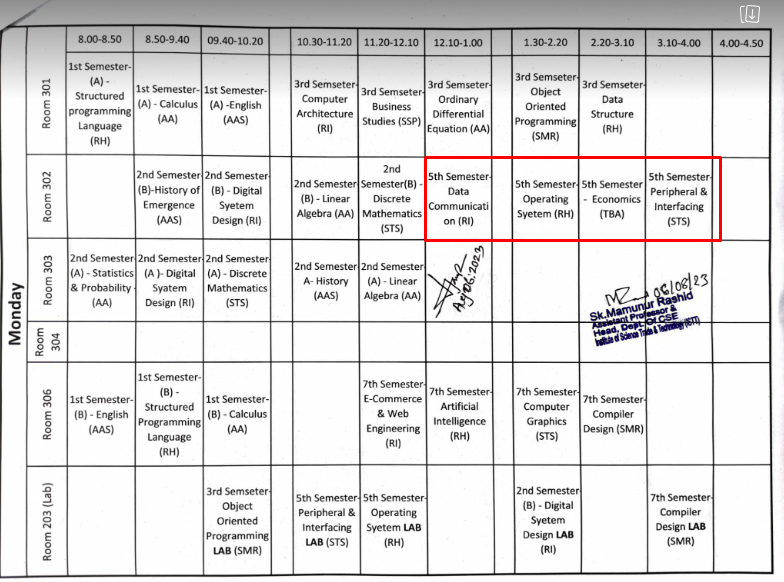 8.00-8.50 8.50-9.40 09.40-10.20 10.30-11.20 11.20-12.10 12.10-1.00 1.30-2.20 2.20-3.10 3.10-4.00 4.00-4.50
Monday
Room 301
1st Semester-
(A) -
Structured
programming
Language
(RH)
1st Semester-
(A) - Calculus
(AA)
1st Semester-
(A) -English
(AAS)
3rd Semseter-
Computer
Architecture
(RI)
3rd Semseter-
Business
Studies (SSP)
3rd Semseter-
Ordinary
Differential
Equation (AA)
3rd Semseter-
Object
Oriented
Programming
(SMR)
3rd Semseter-
Data
Structure
(RH)
Room 302
2nd Semester
(B)-History of
Emergence
(AAS)
2nd Semester
(B) - Digital
Syetem
Design (RI)
2nd Semester
(B) - Linear
Algebra (AA)
2nd
Semester(B) -
Discrete
Mathematics
(STS)
5th Semester-
Data
Communicati
on (RI)
5th Semester-
Operating
Syetem (RH)
5th Semester
- Economics
(TBA)
5th Semester-
Peripheral &
Interfacing
(STS)
Room 303
2nd Semester
(A) - Statistics
& Probability
(AA)
2nd Semester
(A )- Digital
Syatem
Design (RI)
2nd Semester
(A) - Discrete
Mathematics
(STS)
2nd Semester
A- History
(AAS)
2nd Semester
(A) - Linear
Algebra (AA)
06/08/23
Sk.Mamunur Rashid
Assistant Professor &
Head, Dept. Of CSE
Institute of Science Trade & Technology (ISTT)
Room
304
Room 306
1st Semester-
(B) - English
(AAS)
1st Semester-
(B) -
Structured
Programming
Language
(RH)
1st Semester-
(B) - Calculus
(AA)
7th Semester-
E-Commerce
& Web
Engineering
(RI)
7th Semester-
Artificial
Intelligence
(RH)
7th Semester-
Computer
Graphics
(STS)
7th Semester-
Compiler
Design (SMR)
Room 203 (Lab)
3rd Semseter-
Object
Oriented
Programming
LAB (SMR)
5th Semester-
Peripheral &
Interfacing
LAB (STS)
5th Semester-
Operating
Syetem LAB
(RH)
2nd Semester
(B) - Digital
Syetem
Design LAB
(RI)
7th Semester-
Compiler
Design LAB
(SMR)